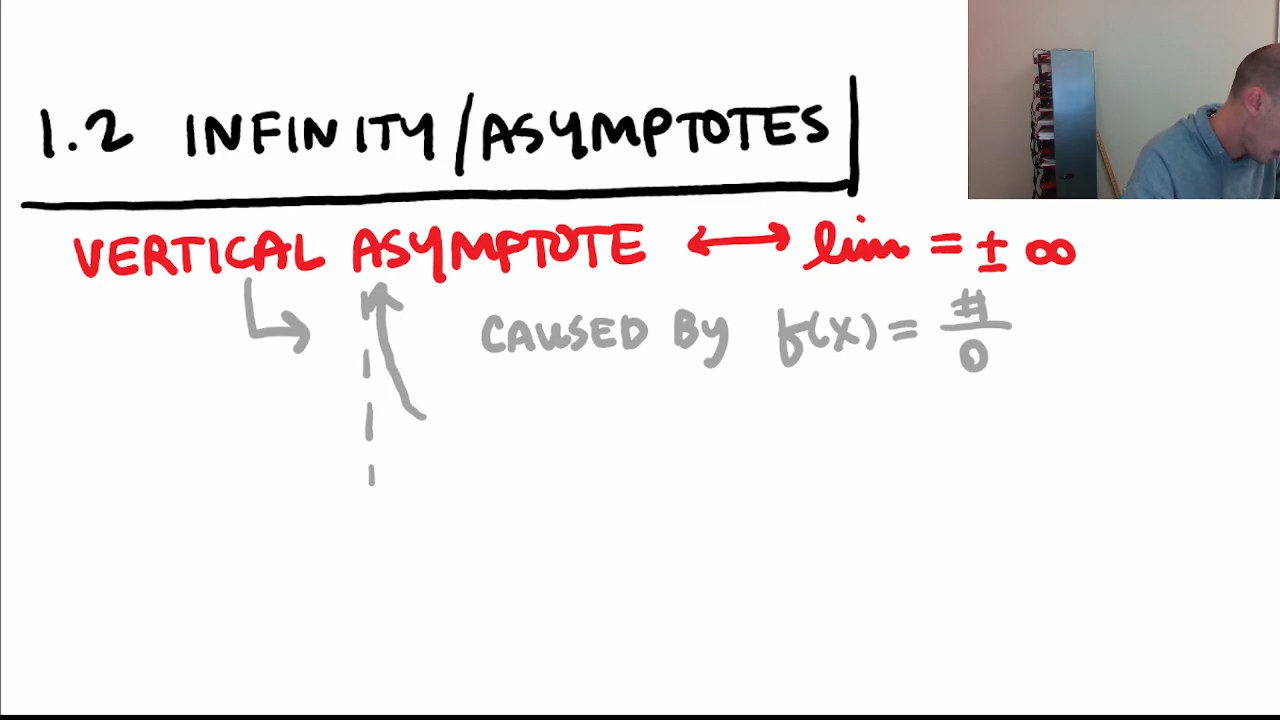 1.2 INFINITY/ASYMPTOTES
VERTICAL ASYMPTOTE ↔ lim = ± ∞
CAUSED BY f(x) = #/0